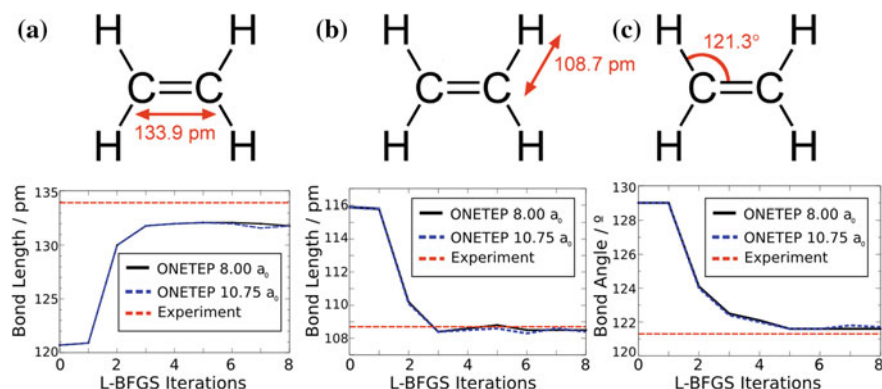 (a)
H H
C=C
133.9 pm
H H
(b)
H H
108.7 pm
C=C
H H
(c)
121.3°
H H
C=C
H H
Bond Length / pm
135
130
125
120
ONETEP 8.00 a₀
ONETEP 10.75 a₀
Experiment
0 2 4 6 8
L-BFGS Iterations
Bond Length / pm
116
114
112
110
108
ONETEP 8.00 a₀
ONETEP 10.75 a₀
Experiment
0 2 4 6 8
L-BFGS Iterations
Bond Angle / º
130
128
126
124
122
120
ONETEP 8.00 a₀
ONETEP 10.75 a₀
Experiment
0 2 4 6 8
L-BFGS Iterations